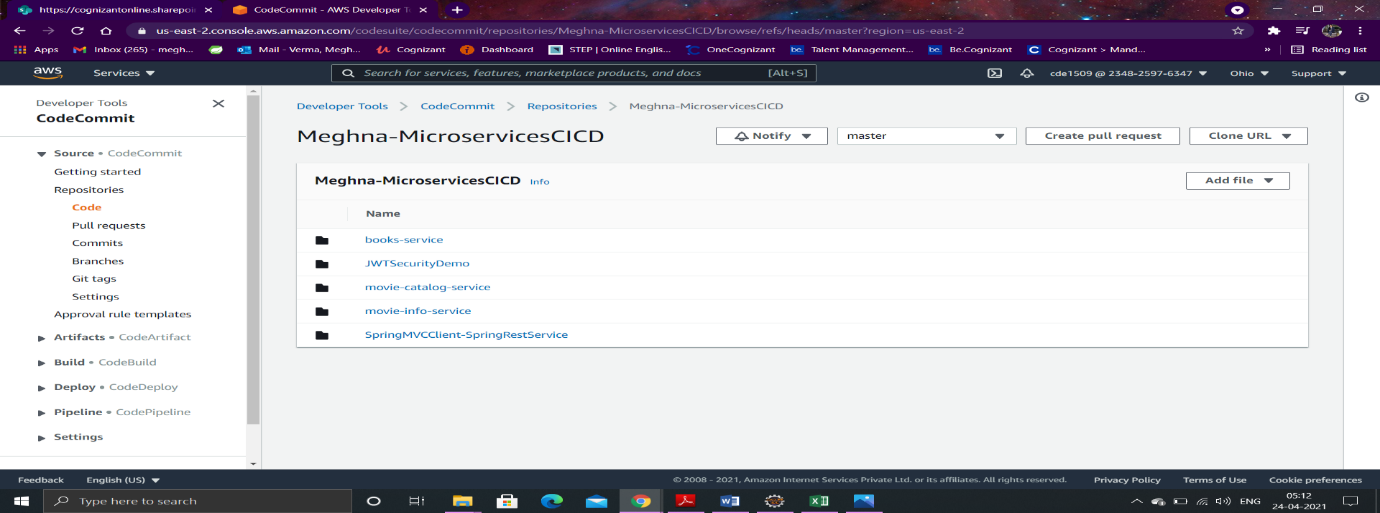 https://cognizantonline.sharepoi
CodeCommit - AWS Developer T
us-east-2.console.aws.amazon.com/codesuite/codecommit/repositories/Meghna-MicroservicesCICD/browse/refs/heads/master?region=us-east-2
Apps Inbox (265) - megh... Mail - Verma, Megh... Cognizant Dashboard STEP | Online Englis... OneCognizant be. Talent Management... be. Be.Cognizant C Cognizant > Mand... » Reading list
aws Services Search for services, features, marketplace products, and docs [Alt+S] cde1509 @ 2348-2597-6347 Ohio Support
Developer Tools
CodeCommit
Source • CodeCommit
Getting started
Repositories
Code
Pull requests
Commits
Branches
Git tags
Settings
Approval rule templates
Artifacts • CodeArtifact
Build • CodeBuild
Deploy • CodeDeploy
Pipeline • CodePipeline
Settings
Developer Tools > CodeCommit > Repositories > Meghna-MicroservicesCICD
Meghna-MicroservicesCICD Notify master Create pull request Clone URL
Meghna-MicroservicesCICD Info Add file
Name
books-service
JWTSecurityDemo
movie-catalog-service
movie-info-service
SpringMVCClient-SpringRestService
Feedback English (US) © 2008 - 2021, Amazon Internet Services Private Ltd. or its affiliates. All rights reserved. Privacy Policy Terms of Use Cookie preferences
Type here to search ENG 05:12
24-04-2021